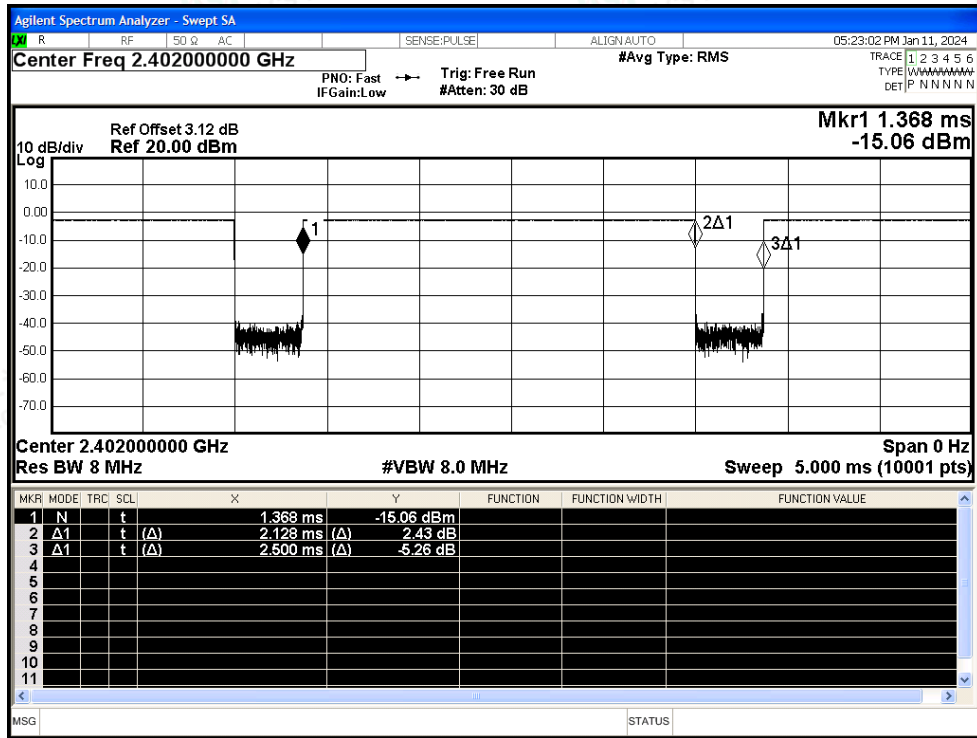 Agilent Spectrum Analyzer - Swept SA
LXI R RF 50 Ω AC SENSE:PULSE ALIGN AUTO 05:23:02 PM Jan 11, 2024
Center Freq 2.402000000 GHz #Avg Type: RMS TRACE 1 2 3 4 5 6
PNO: Fast Trig: Free Run TYPE
IFGain:Low #Atten: 30 dB DET P N N N N N
Mkr1 1.368 ms
Ref Offset 3.12 dB
10 dB/div Ref 20.00 dBm -15.06 dBm
Log
10.0
0.00
1
2Δ1
-10.0
3Δ1
-20.0
-30.0
-40.0
-50.0
-60.0
-70.0
Center 2.402000000 GHz Span 0 Hz
Res BW 8 MHz #VBW 8.0 MHz Sweep 5.000 ms (10001 pts)
MKR MODE TRC SCL X Y FUNCTION FUNCTION WIDTH FUNCTION VALUE
1 N t 1.368 ms -15.06 dBm
2 Δ1 t (Δ) 2.128 ms (Δ) 2.43 dB
3 Δ1 t (Δ) 2.500 ms (Δ) -5.26 dB
4
5
6
7
8
9
10
11
MSG STATUS